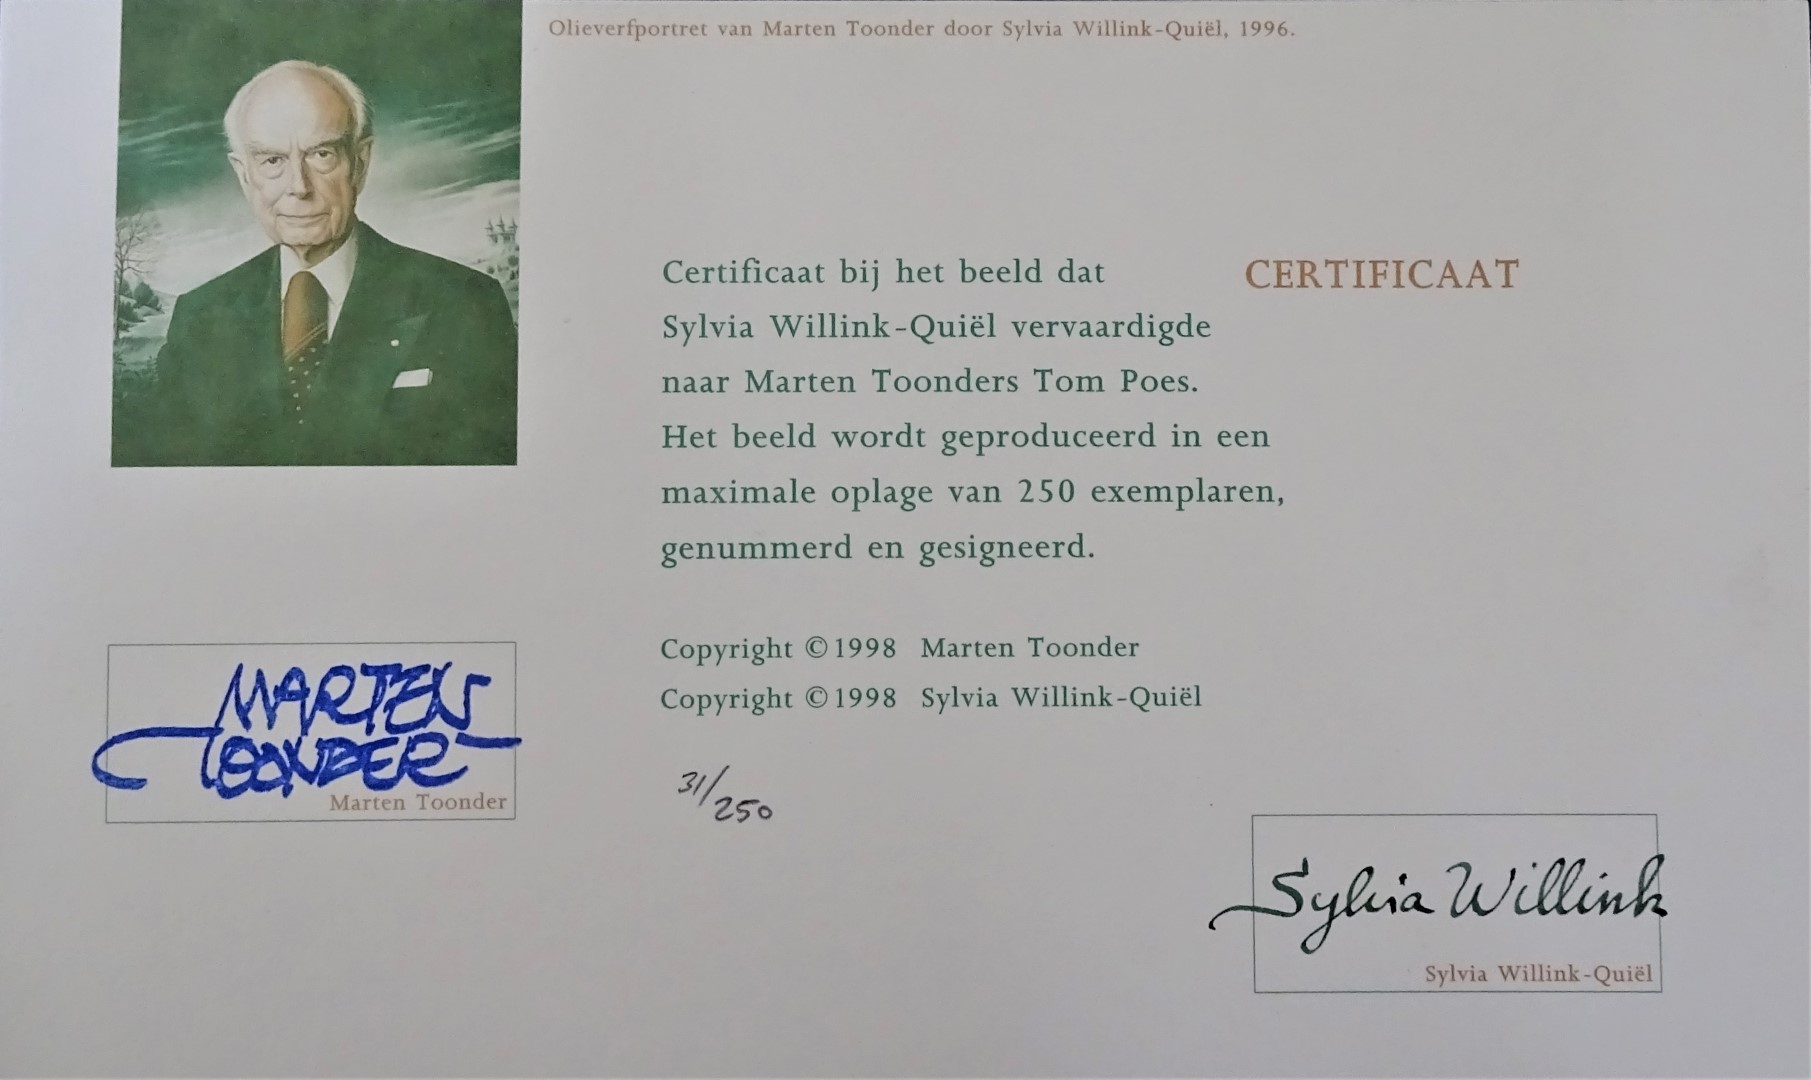 Olieverfportret van Marten Toonder door Sylvia Willink-Quiël, 1996.
CERTIFICAAT
Certificaat bij het beeld dat
Sylvia Willink-Quiël vervaardigde
naar Marten Toonders Tom Poes.
Het beeld wordt geproduceerd in een
maximale oplage van 250 exemplaren,
genummerd en gesigneerd.
Copyright ©1998 Marten Toonder
Copyright ©1998 Sylvia Willink-Quiël
MARTEN
TOONDER
Marten Toonder
31/250
Sylvia Willink
Sylvia Willink-Quiël